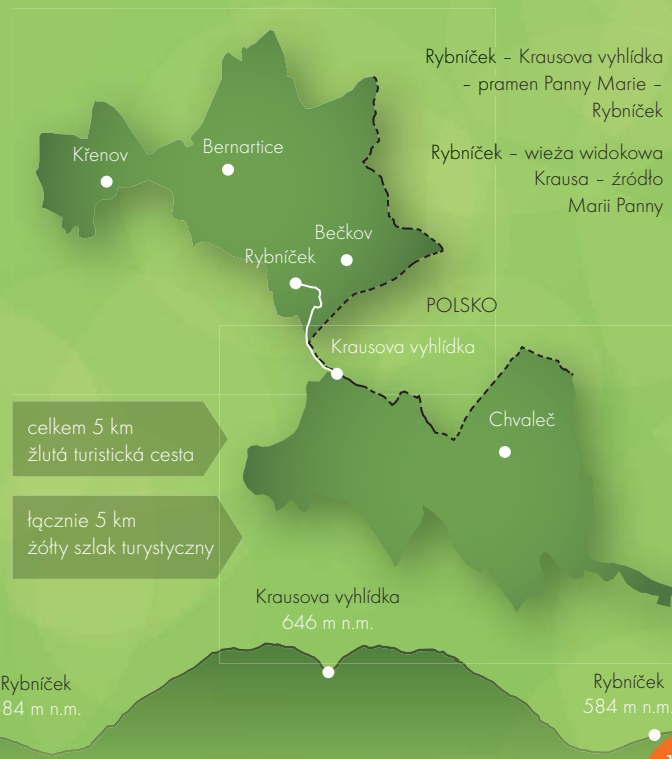 Rybníček – Krausova vyhlídka
– pramen Panny Marie –
Rybníček
Rybníček – wieża widokowa
Krausa – źródło
Marii Panny
Křenov
Bernartice
Bečkov
Rybníček
POLSKO
Krausova vyhlídka
Chvaleč
celkem 5 km
žlutá turistická cesta
łącznie 5 km
żółty szlak turystyczny
Krausova vyhlídka
646 m n.m.
Rybníček
84 m n.m.
Rybníček
584 m n.m.